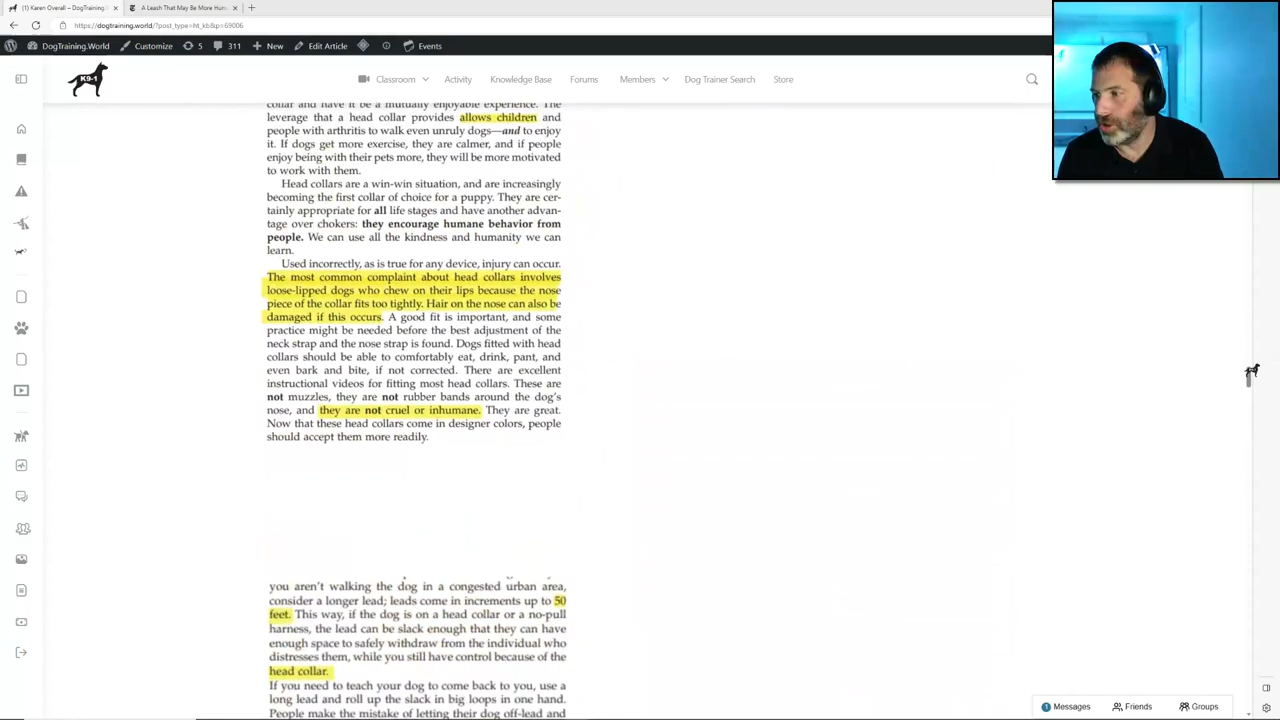 (1) Karen Overall – DogTraining.
A Leash That May Be More Hum
https://dogtraining.world/?post_type=ht_kb&p=69006
DogTraining.World Customize 5 311 New Edit Article Events
K9-1
Classroom Activity Knowledge Base Forums Members Dog Trainer Search Store
collar and have it be a mutually enjoyable experience. The
leverage that a head collar provides allows children and
people with arthritis to walk even unruly dogs—and to enjoy
it. If dogs get more exercise, they are calmer, and if people
enjoy being with their pets more, they will be more motivated
to work with them.
Head collars are a win-win situation, and are increasingly
becoming the first collar of choice for a puppy. They are cer-
tainly appropriate for all life stages and have another advan-
tage over chokers: they encourage humane behavior from
people. We can use all the kindness and humanity we can
learn.
Used incorrectly, as is true for any device, injury can occur.
The most common complaint about head collars involves
loose-lipped dogs who chew on their lips because the nose
piece of the collar fits too tightly. Hair on the nose can also be
damaged if this occurs. A good fit is important, and some
practice might be needed before the best adjustment of the
neck strap and the nose strap is found. Dogs fitted with head
collars should be able to comfortably eat, drink, pant, and
even bark and bite, if not corrected. There are excellent
instructional videos for fitting most head collars. These are
not muzzles, they are not rubber bands around the dog's
nose, and they are not cruel or inhumane. They are great.
Now that these head collars come in designer colors, people
should accept them more readily.
you aren't walking the dog in a congested urban area,
consider a longer lead; leads come in increments up to 50
feet. This way, if the dog is on a head collar or a no-pull
harness, the lead can be slack enough that they can have
enough space to safely withdraw from the individual who
distresses them, while you still have control because of the
head collar.
If you need to teach your dog to come back to you, use a
long lead and roll up the slack in big loops in one hand.
People make the mistake of letting their dog off-lead and
1 Messages Friends Groups